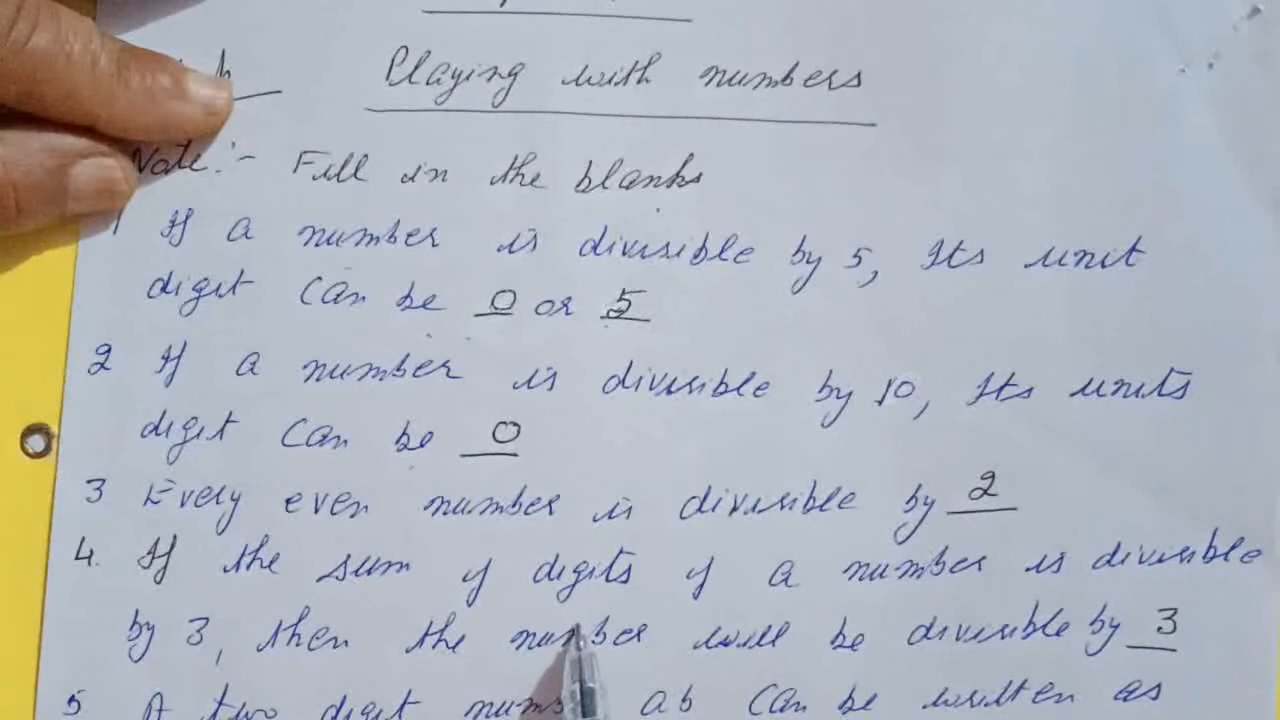 Playing with numbers
Note:- Fill in the blanks
1 If a number is divisible by 5, Its unit
digit can be 0 or 5
2 If a number is divisible by 10, Its units
digit can be 0
3 Every even number is divisible by 2
4. If the sum of digits of a number is divisible
by 3, then the number will be divisible by 3
5 A two digit ab can be written as